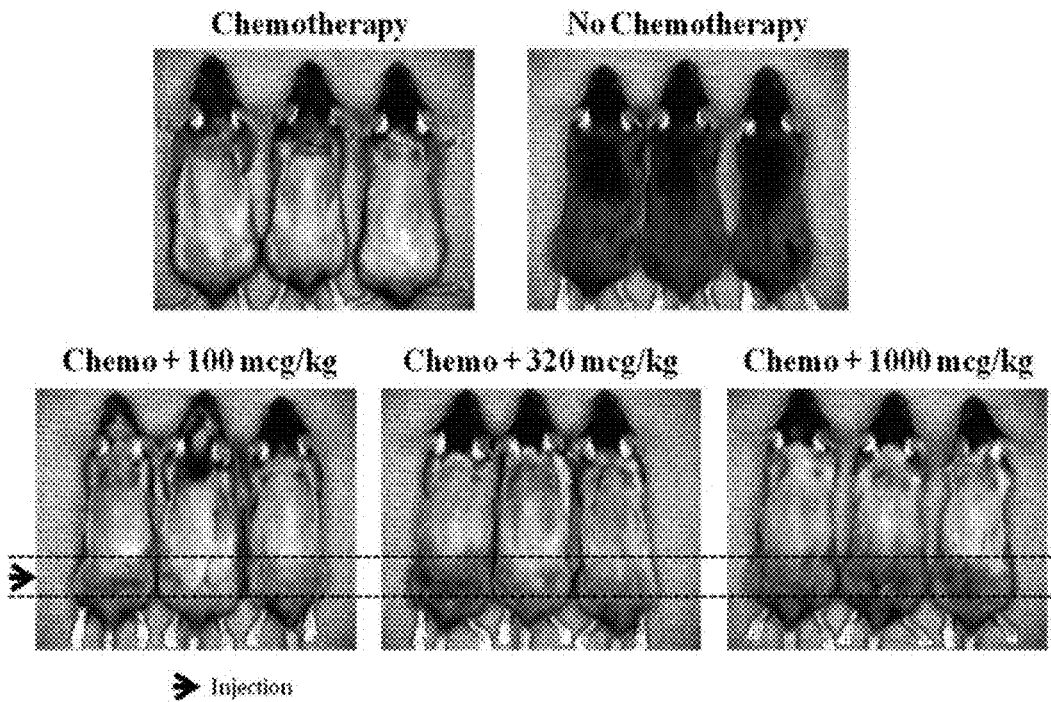 Chemotherapy
No Chemotherapy
Chemo + 100 mcg/kg
Chemo + 320 mcg/kg
Chemo + 1000 mcg/kg
Injection